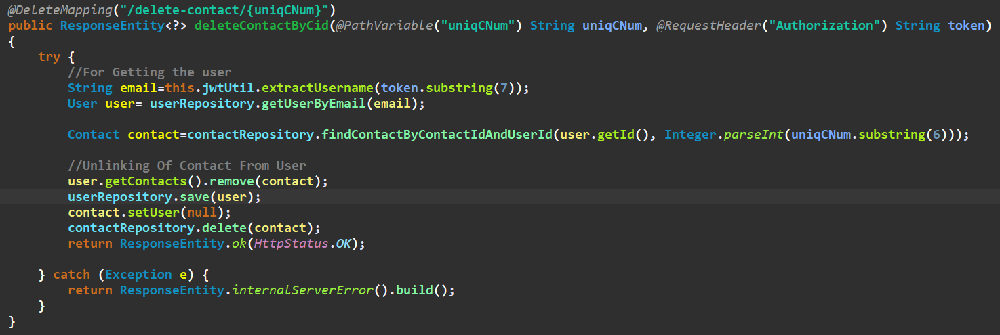 @DeleteMapping("/delete-contact/{uniqCNum}")
public ResponseEntity<?> deleteContactByCid(@PathVariable("uniqCNum") String uniqCNum, @RequestHeader("Authorization") String token)
{
    try {
        //For Getting the user
        String email=this.jwtUtil.extractUsername(token.substring(7));
        User user= userRepository.getUserByEmail(email);

        Contact contact=contactRepository.findContactByContactIdAndUserId(user.getId(), Integer.parseInt(uniqCNum.substring(6)));

        //Unlinking Of Contact From User
        user.getContacts().remove(contact);
        userRepository.save(user);
        contact.setUser(null);
        contactRepository.delete(contact);
        return ResponseEntity.ok(HttpStatus.OK);

    } catch (Exception e) {
        return ResponseEntity.internalServerError().build();
    }
}